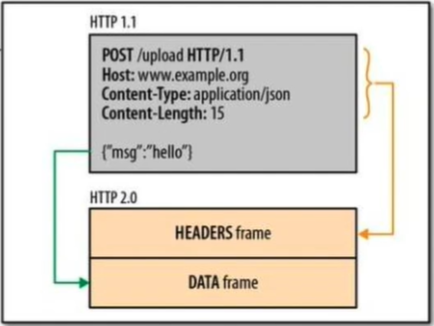 HTTP 1.1
POST /upload HTTP/1.1
Host: www.example.org
Content-Type: application/json
Content-Length: 15
{"msg":"hello"}
HTTP 2.0
HEADERS frame
DATA frame